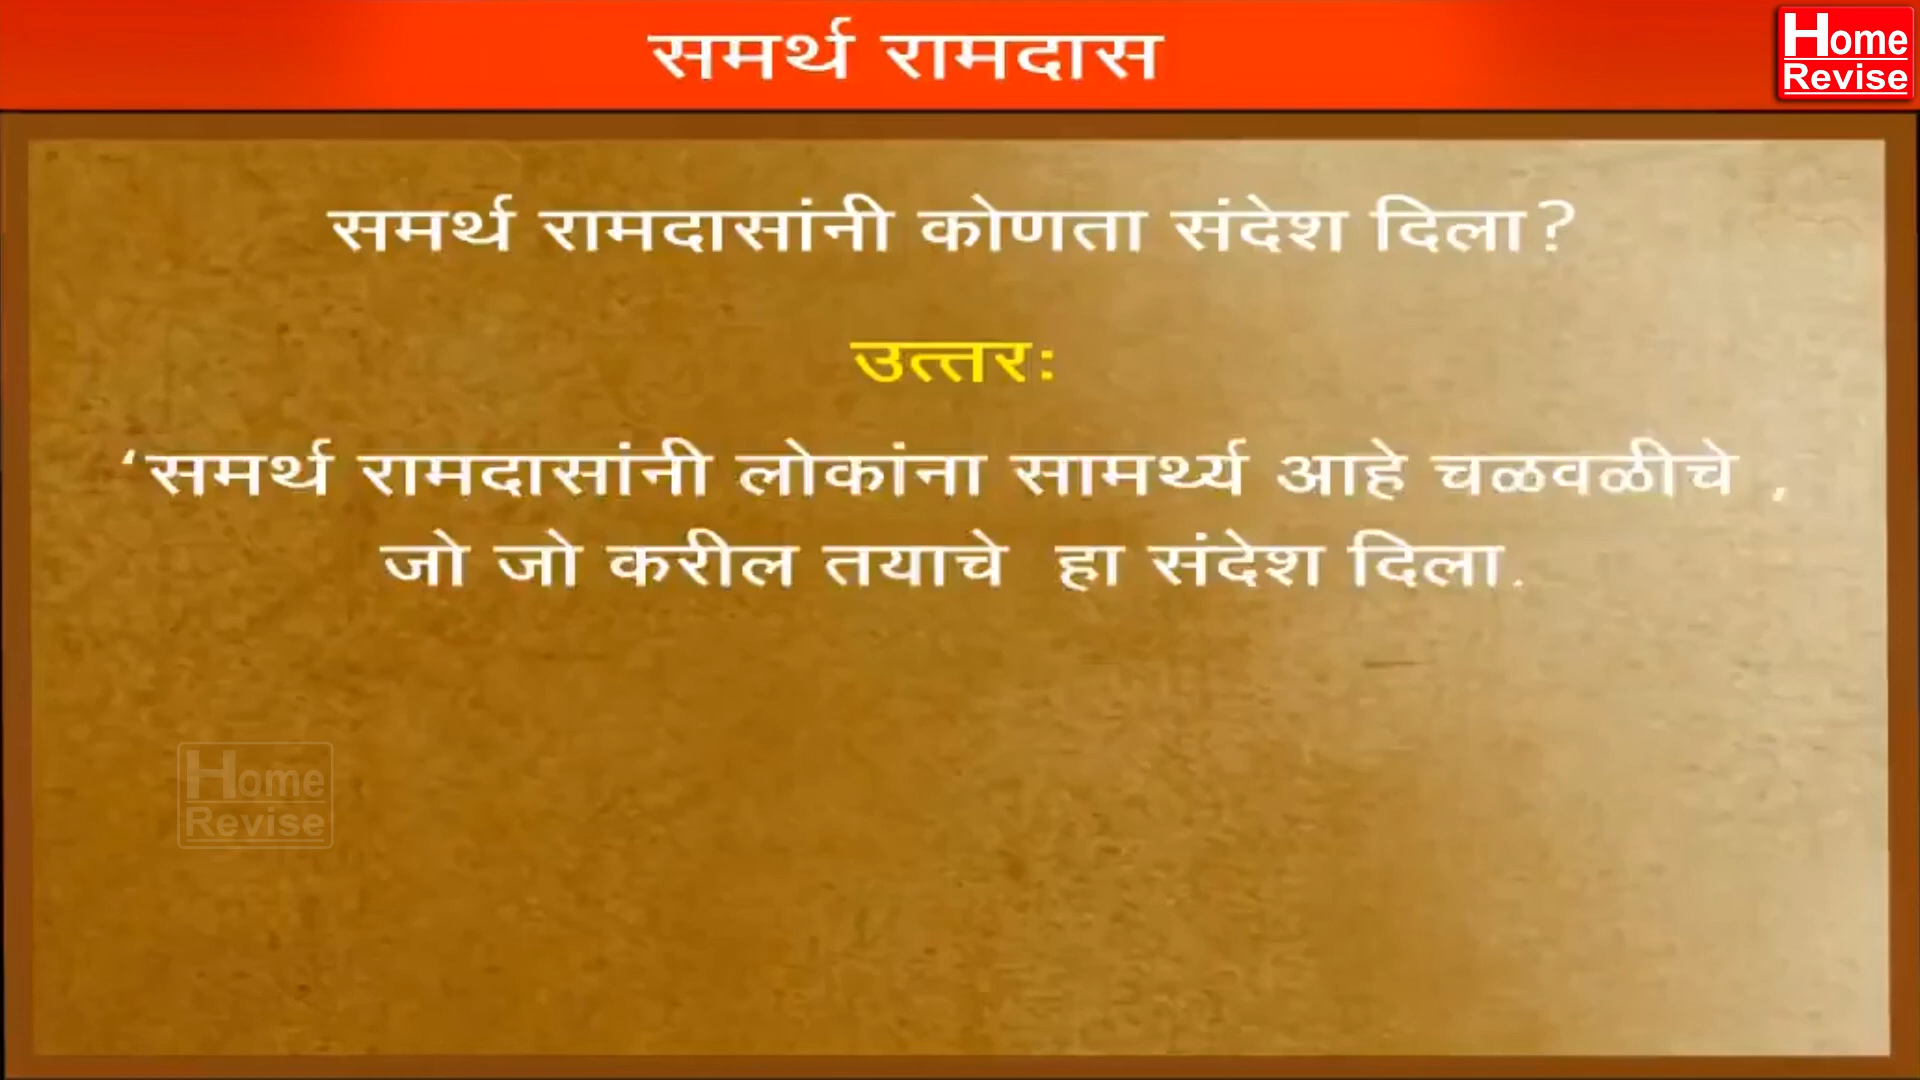 समर्थ रामदास
Home
Revise
समर्थ रामदासांनी कोणता संदेश दिला?
उत्तरः
‘समर्थ रामदासांनी लोकांना सामर्थ्य आहे चळवळीचे ,
जो जो करील तयाचे हा संदेश दिला.
Home
Revise